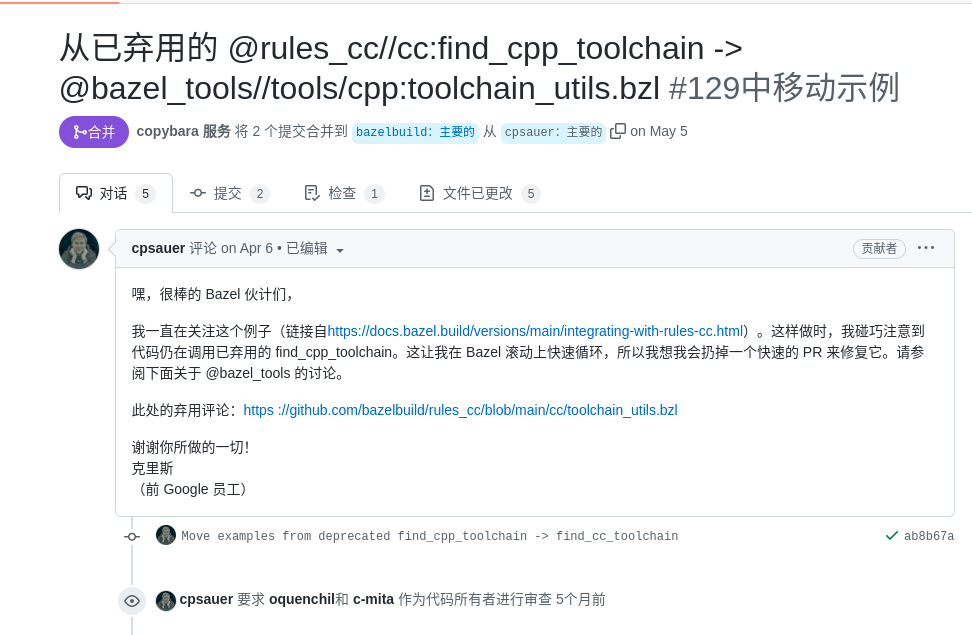 从已弃用的 @rules_cc//cc:find_cpp_toolchain ->
@bazel_tools//tools/cpp:toolchain_utils.bzl #129中移动示例
合并 copybara 服务 将 2 个提交合并到 bazelbuild：主要的 从 cpsauer：主要的 on May 5
对话 5 提交 2 检查 1 文件已更改 5
cpsauer 评论 on Apr 6 • 已编辑 贡献者
嘿，很棒的 Bazel 伙计们，
我一直在关注这个例子（链接自https://docs.bazel.build/versions/main/integrating-with-rules-cc.html）。这样做时，我碰巧注意到
代码仍在调用已弃用的 find_cpp_toolchain。这让我在 Bazel 滚动上快速循环，所以我想我会扔掉一个快速的 PR 来修复它。请参
阅下面关于 @bazel_tools 的讨论。
此处的弃用评论：https ://github.com/bazelbuild/rules_cc/blob/main/cc/toolchain_utils.bzl
谢谢你所做的一切！
克里斯
（前 Google 员工）
Move examples from deprecated find_cpp_toolchain -> find_cc_toolchain ab8b67a
cpsauer 要求 oquenchil和 c-mita 作为代码所有者进行审查 5个月前